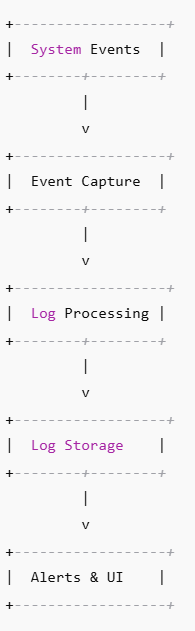 +------------------+
|  System Events  |
+--------+--------+
         |
         v
+------------------+
|  Event Capture  |
+--------+--------+
         |
         v
+------------------+
|  Log Processing |
+--------+--------+
         |
         v
+------------------+
|  Log Storage    |
+--------+--------+
         |
         v
+------------------+
|  Alerts & UI    |
+------------------+